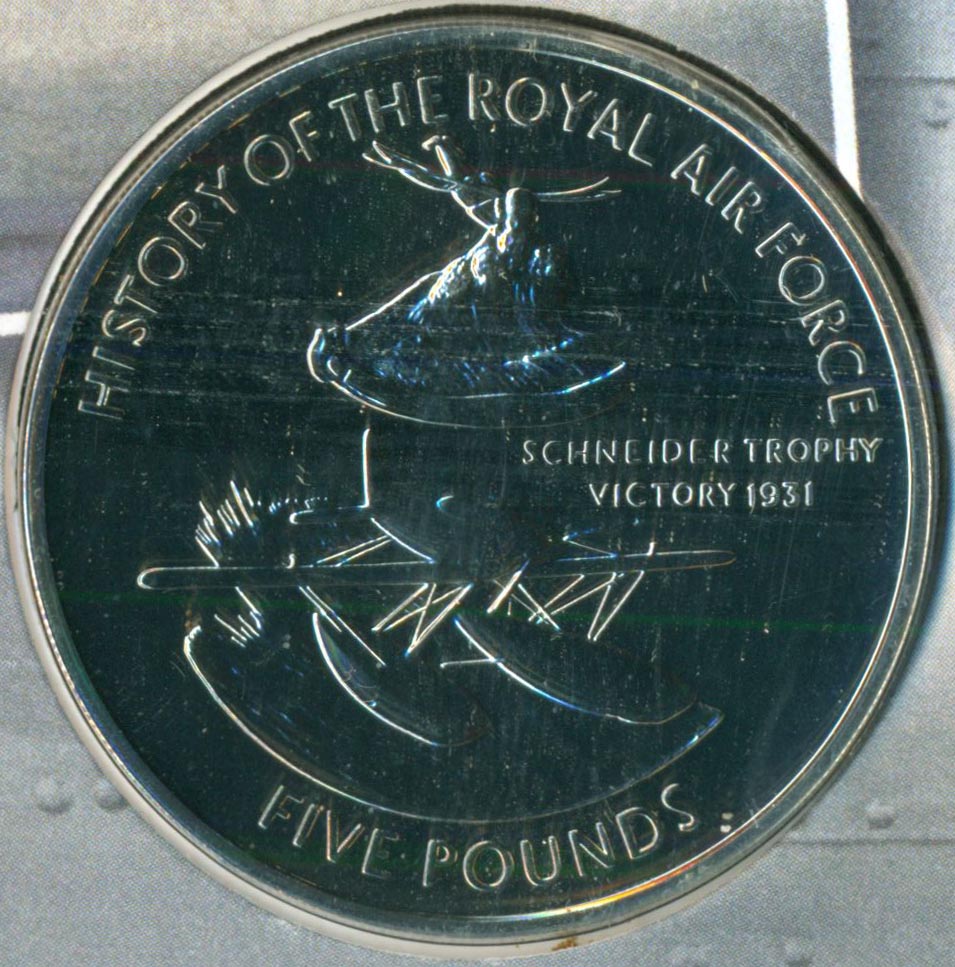 HISTORY OF THE ROYAL AIR FORCE
SCHNEIDER TROPHY
VICTORY 1931
FIVE POUNDS